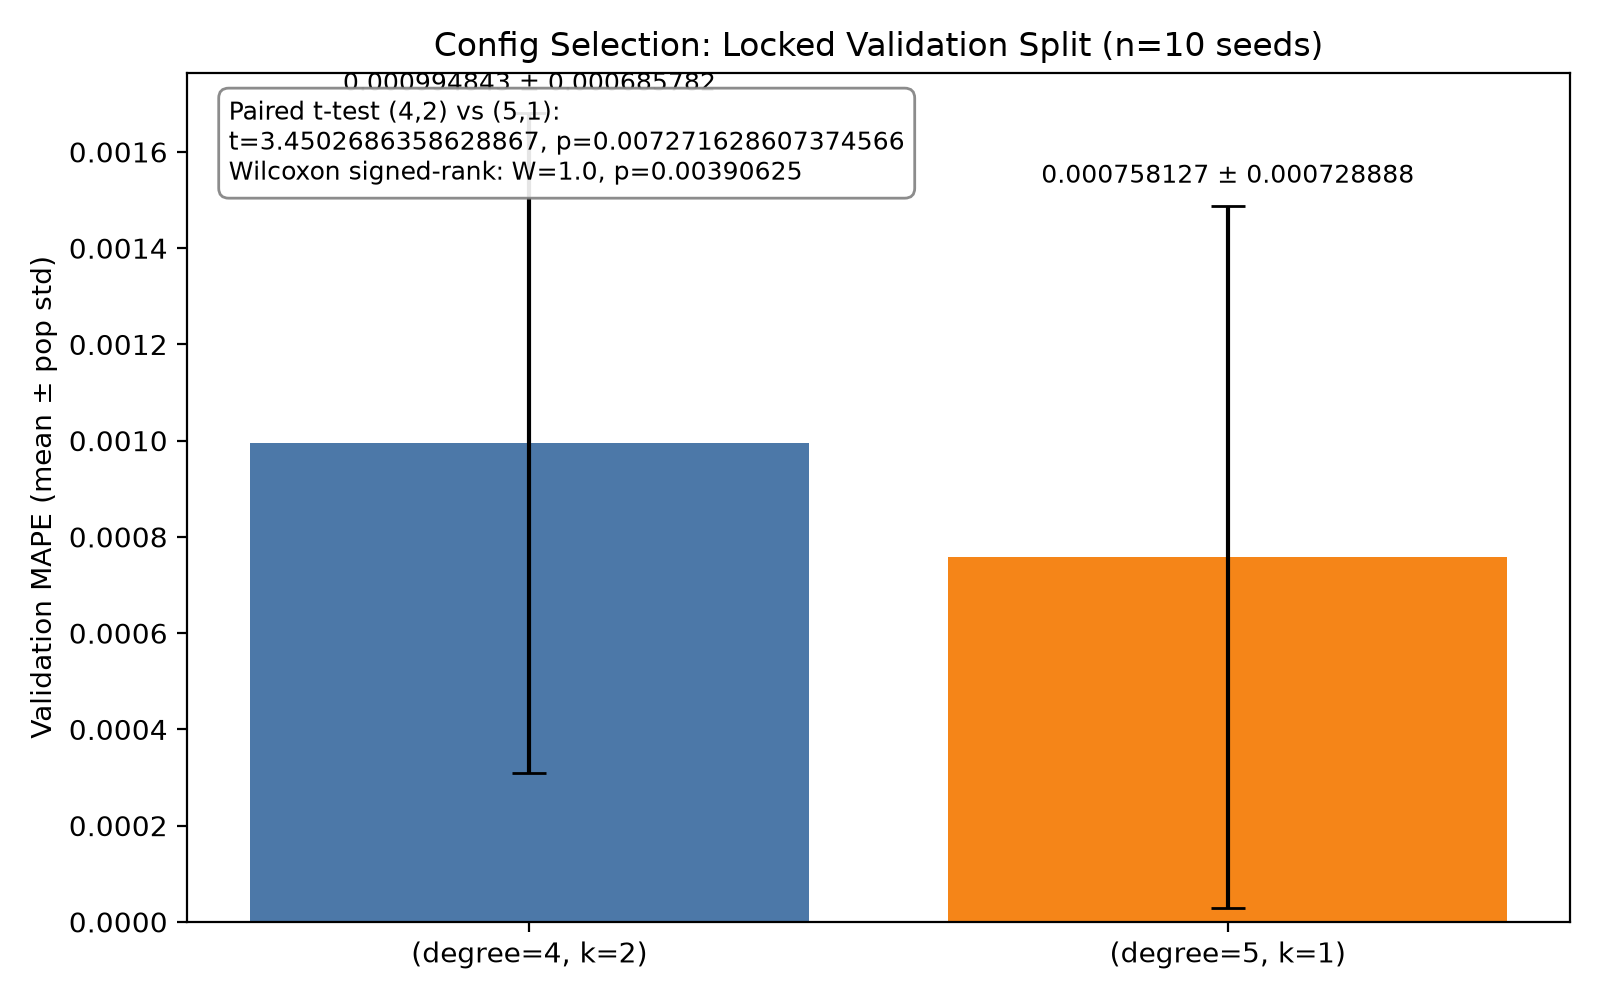 Config Selection: Locked Validation Split (n=10 seeds)
0.000994843 ± 0.000685782
Paired t-test (4,2) vs (5,1):
t=3.4502686358628867, p=0.007271628607374566
Wilcoxon signed-rank: W=1.0, p=0.00390625
0.000758127 ± 0.000728888
Validation MAPE (mean ± pop std)
0.0016
0.0014
0.0012
0.0010
0.0008
0.0006
0.0004
0.0002
0.0000
(degree=4, k=2)
(degree=5, k=1)